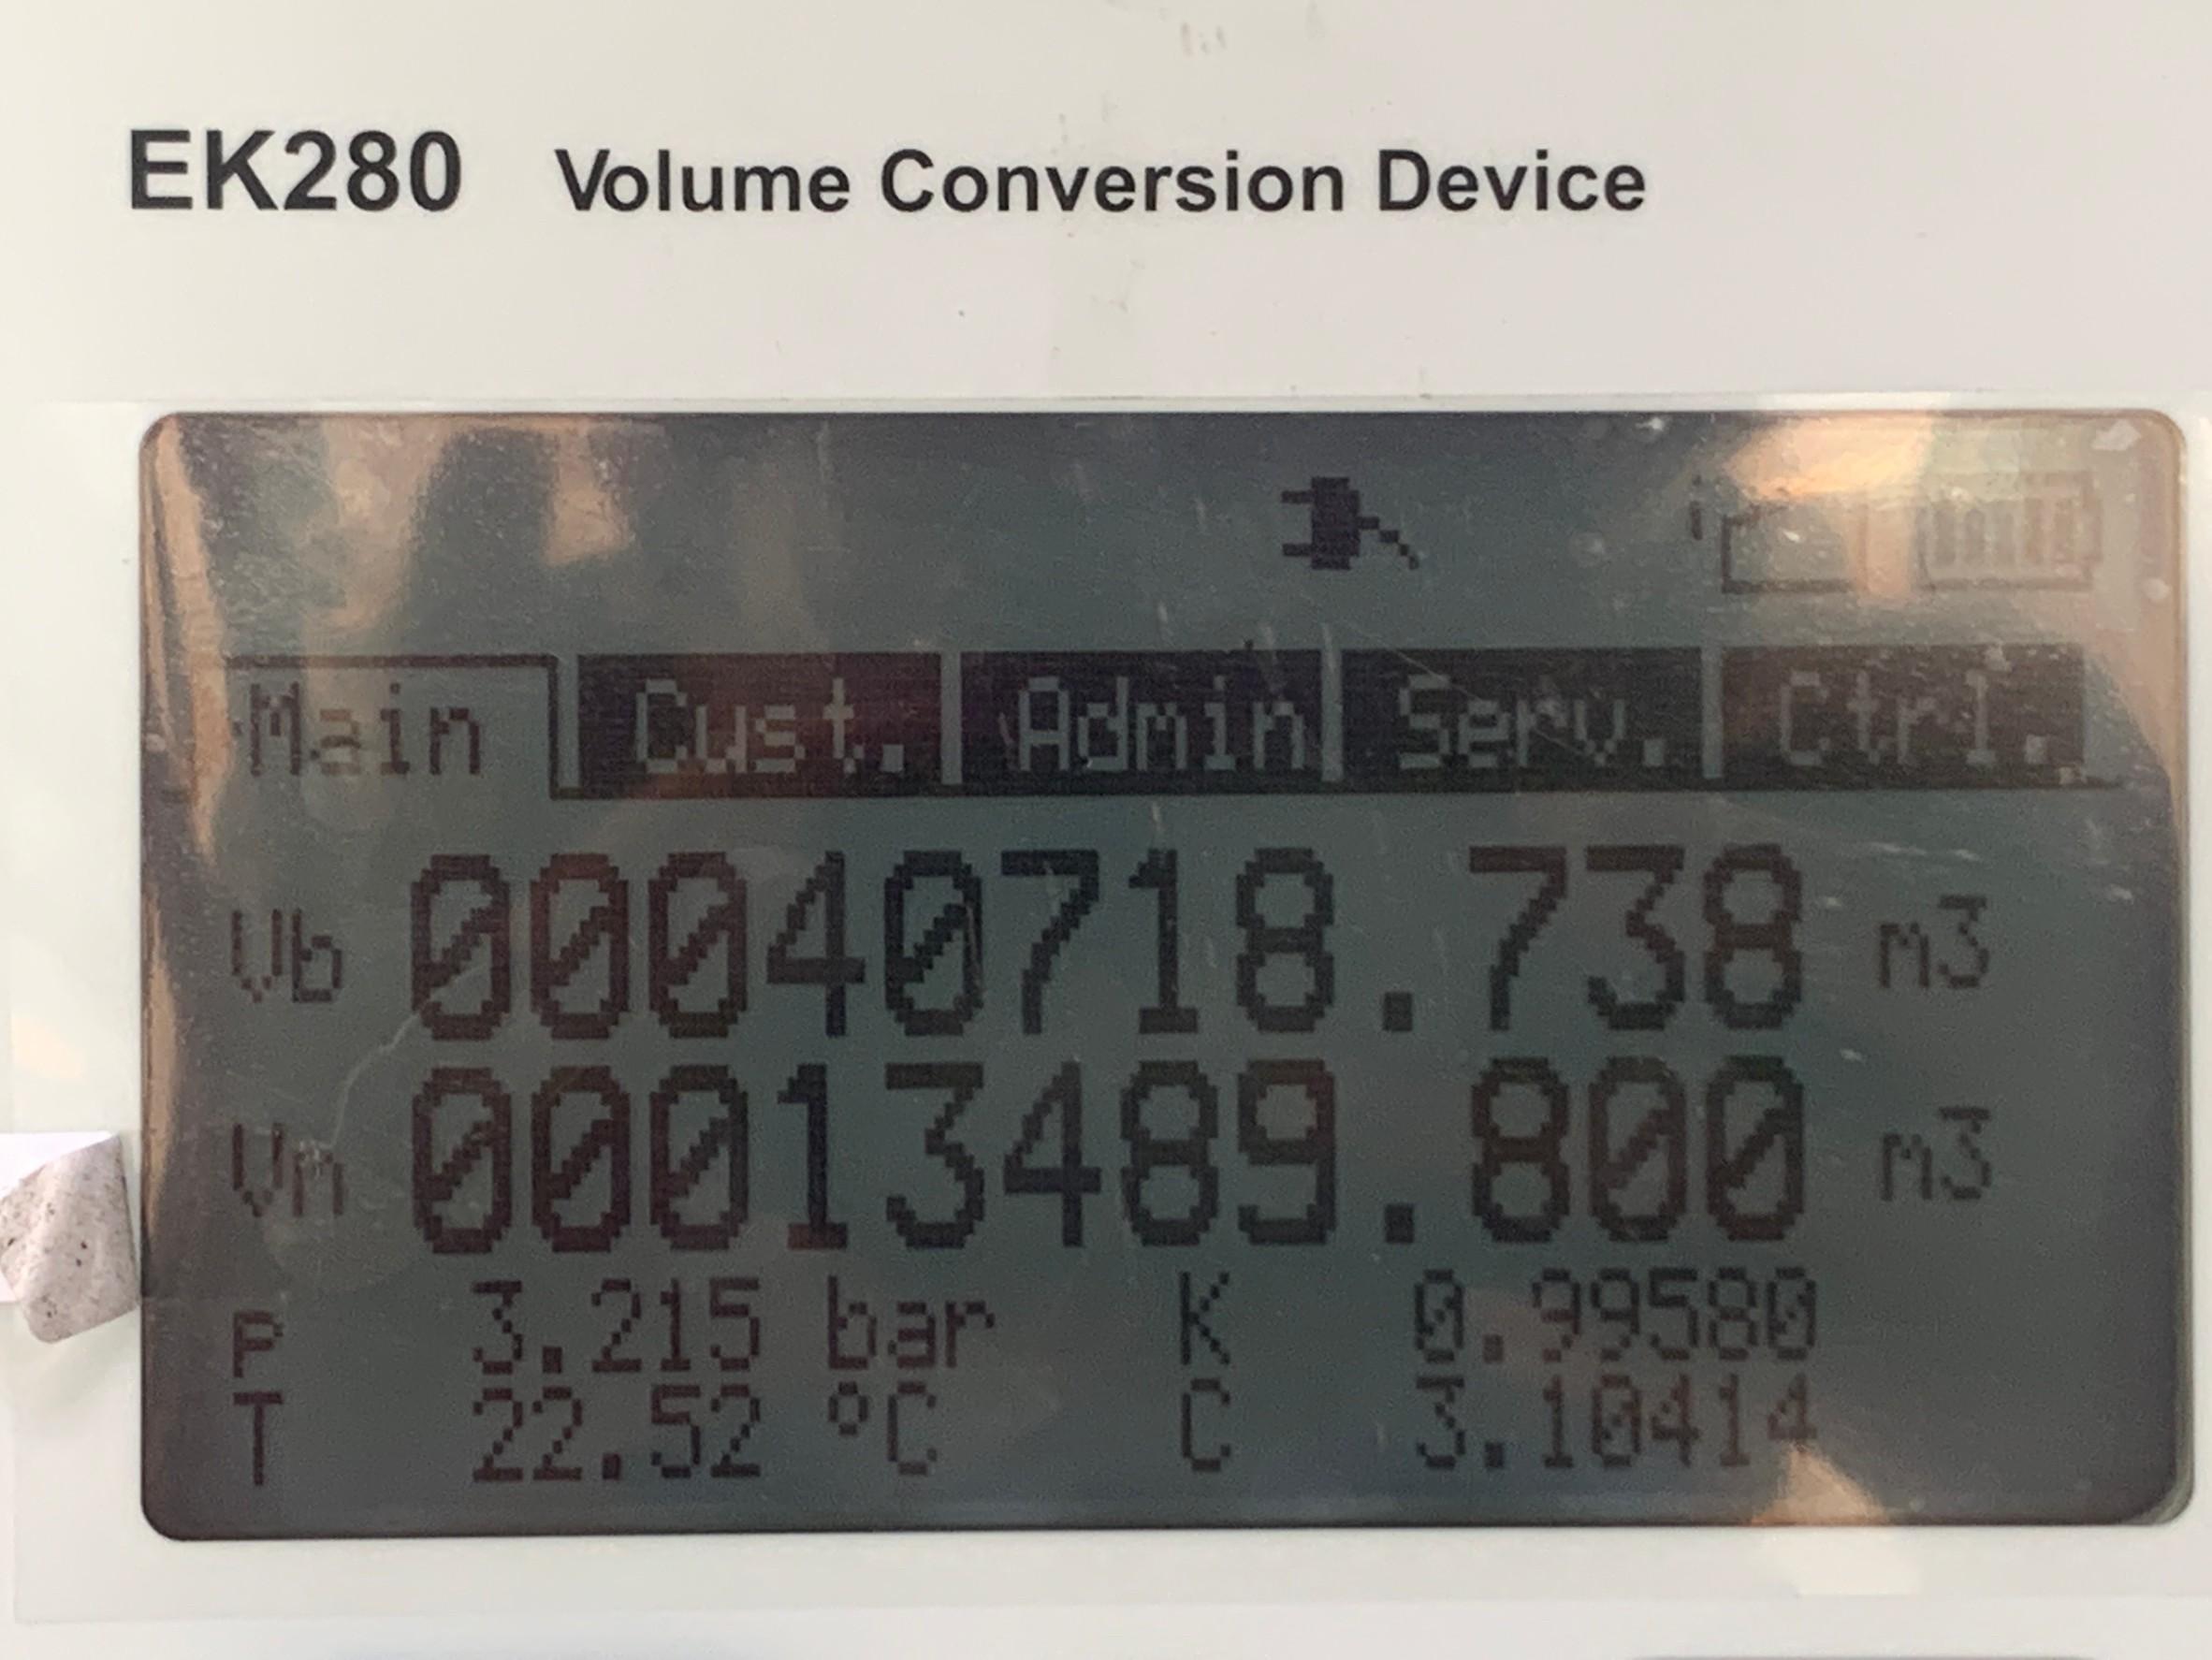 EK280 Volume Conversion Device
Main Cust. Admin Serv. Ctrl.
Vb 00040718.738 m3
Vn 00013489.800 m3
p 3.215 bar K 0.99580
T 22.52 °C C 3.10414